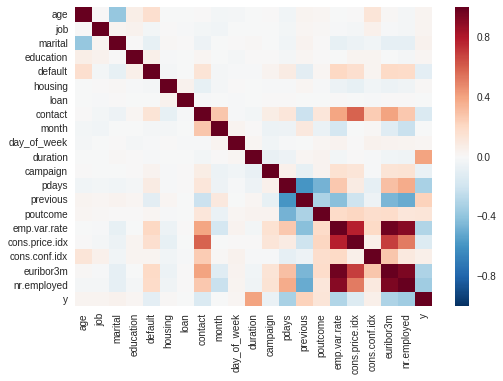 age
job
marital
education
default
housing
loan
contact
month
day_of_week
duration
campaign
pdays
previous
poutcome
emp.var.rate
cons.price.idx
cons.conf.idx
euribor3m
nr.employed
y
age
job
marital
education
default
housing
loan
contact
month
day_of_week
duration
campaign
pdays
previous
poutcome
emp.var.rate
cons.price.idx
cons.conf.idx
euribor3m
nr.employed
y
0.8
0.4
0.0
−0.4
−0.8